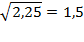 √2,25 = 1,5